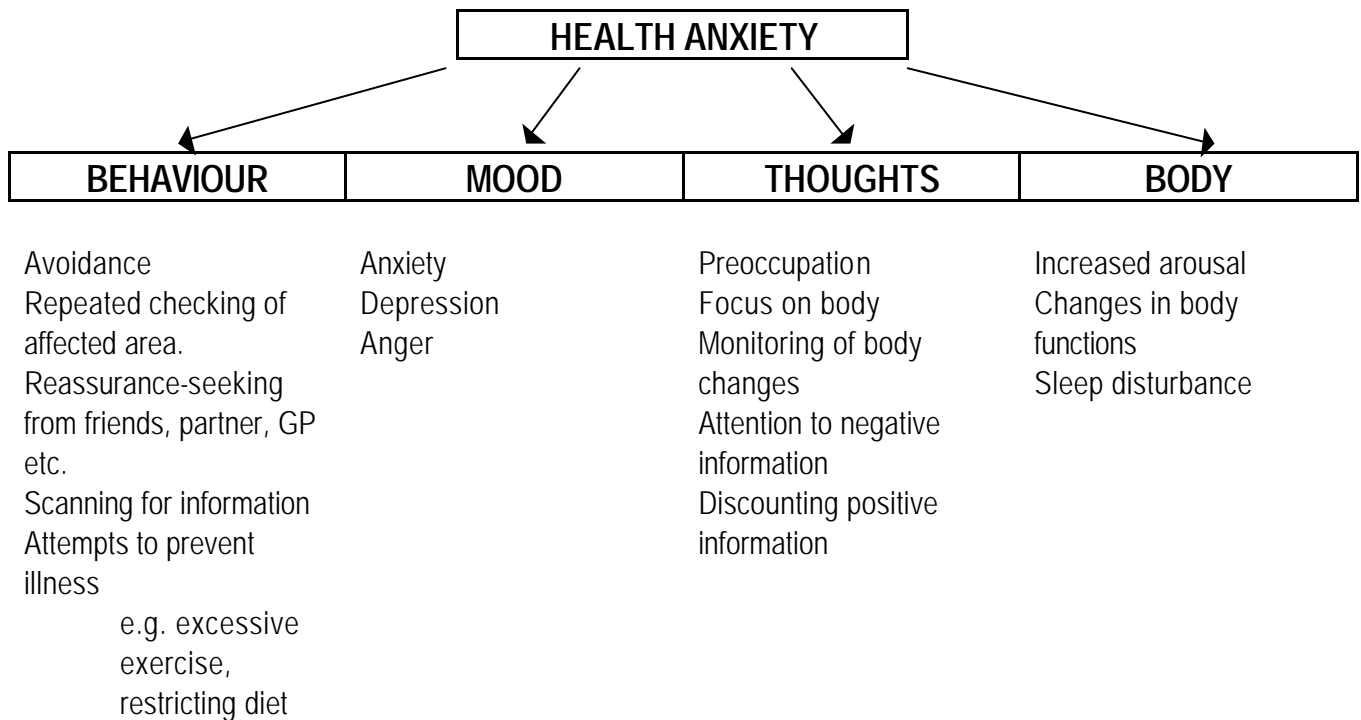 HEALTH ANXIETY
BEHAVIOUR
MOOD
THOUGHTS
BODY
Avoidance
Repeated checking of
affected area.
Reassurance-seeking
from friends, partner, GP
etc.
Scanning for information
Attempts to prevent
illness
e.g. excessive
exercise,
restricting diet
Anxiety
Depression
Anger
Preoccupation
Focus on body
Monitoring of body
changes
Attention to negative
information
Discounting positive
information
Increased arousal
Changes in body
functions
Sleep disturbance